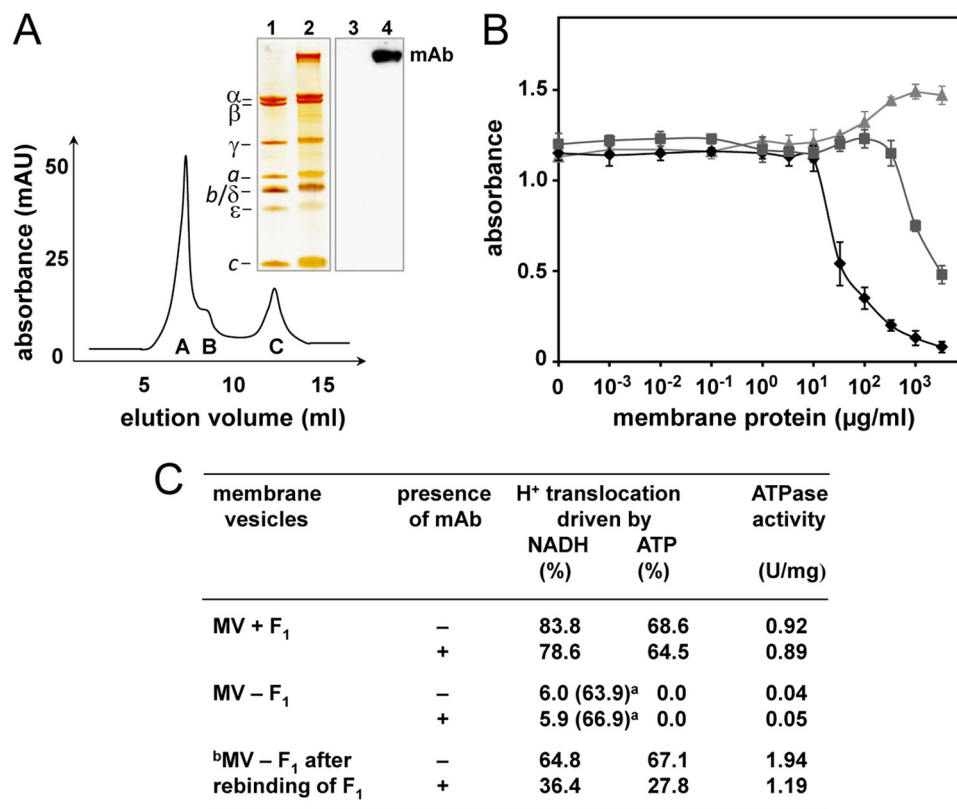 A
1 2 3 4
mAb
α
β
γ
a
b/δ
ε
c
absorbance (mAU)
50
25
0
A B C
5 10 15
elution volume (ml)
B
absorbance
1.5
1.0
0.5
0
0 10⁻³ 10⁻² 10⁻¹ 10⁰ 10¹ 10² 10³
membrane protein (µg/ml)
C
membrane presence H⁺ translocation ATPase
vesicles of mAb driven by activity
NADH ATP
(%) (%) (U/mg)
MV + F₁ – 83.8 68.6 0.92
+ 78.6 64.5 0.89
MV – F₁ – 6.0 (63.9)ᵃ 0.0 0.04
+ 5.9 (66.9)ᵃ 0.0 0.05
ᵇMV – F₁ after – 64.8 67.1 1.94
rebinding of F₁ + 36.4 27.8 1.19